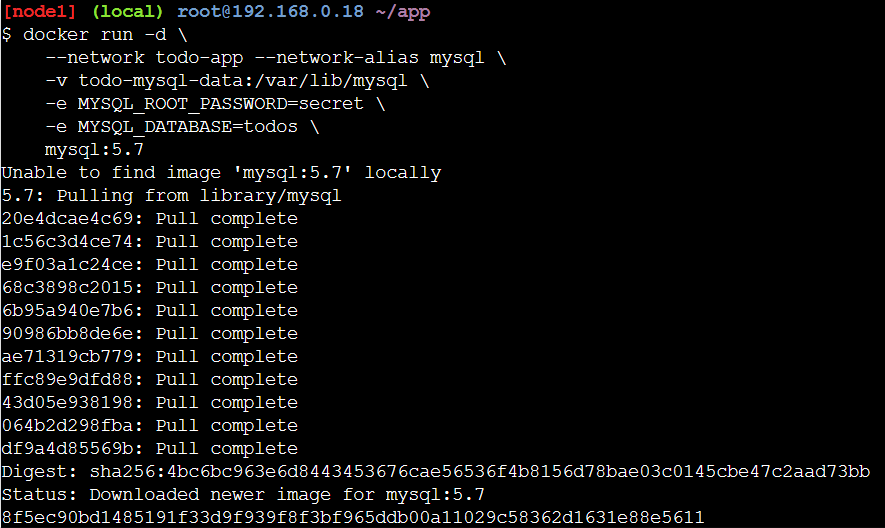 [node1] (local) root@192.168.0.18 ~/app
$ docker run -d \
    --network todo-app --network-alias mysql \
    -v todo-mysql-data:/var/lib/mysql \
    -e MYSQL_ROOT_PASSWORD=secret \
    -e MYSQL_DATABASE=todos \
    mysql:5.7
Unable to find image 'mysql:5.7' locally
5.7: Pulling from library/mysql
20e4dcae4c69: Pull complete
1c56c3d4ce74: Pull complete
e9f03a1c24ce: Pull complete
68c3898c2015: Pull complete
6b95a940e7b6: Pull complete
90986bb8de6e: Pull complete
ae71319cb779: Pull complete
ffc89e9dfd88: Pull complete
43d05e938198: Pull complete
064b2d298fba: Pull complete
df9a4d85569b: Pull complete
Digest: sha256:4bc6bc963e6d8443453676cae56536f4b8156d78bae03c0145cbe47c2aad73bb
Status: Downloaded newer image for mysql:5.7
8f5ec90bd1485191f33d9f939f8f3bf965ddb00a11029c58362d1631e88e5611